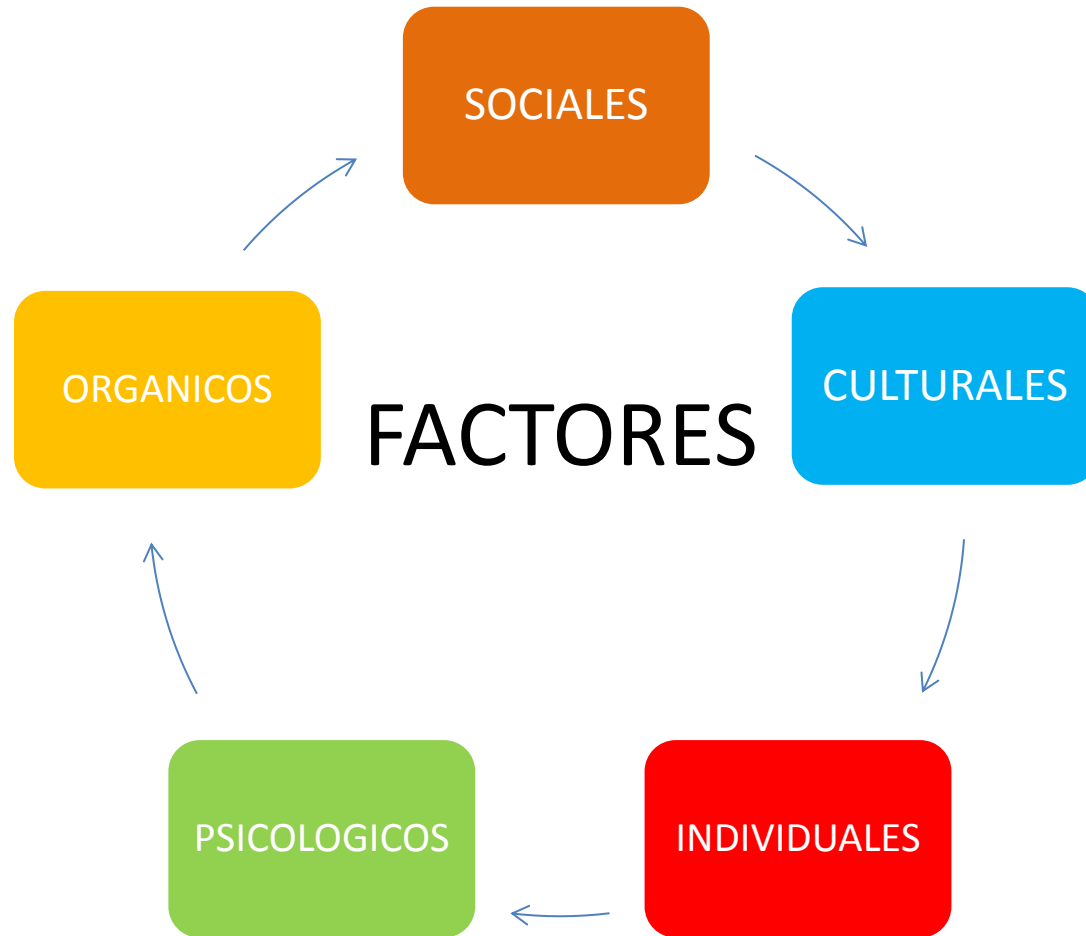 SOCIALES
CULTURALES
INDIVIDUALES
PSICOLOGICOS
ORGANICOS
FACTORES